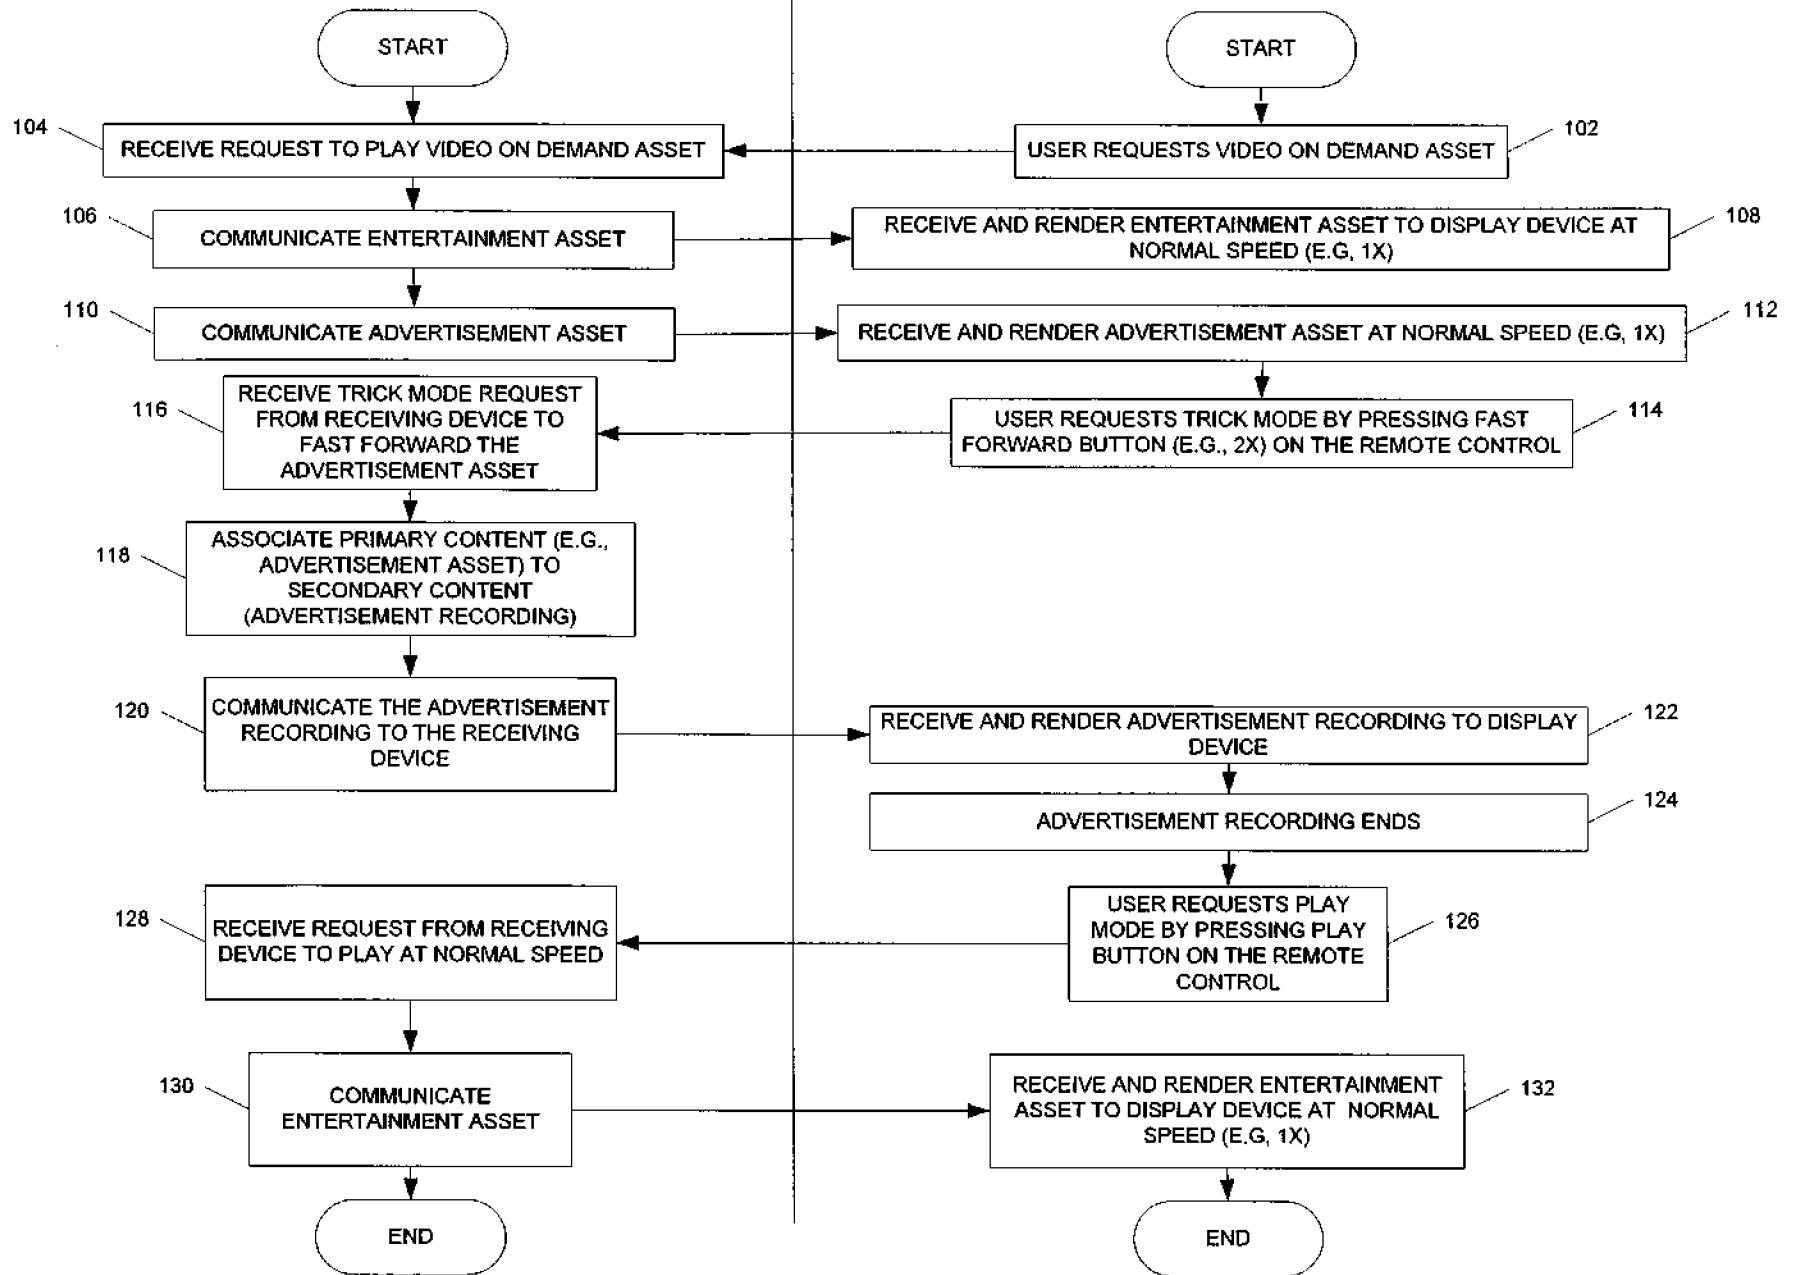 START
START
104
RECEIVE REQUEST TO PLAY VIDEO ON DEMAND ASSET
USER REQUESTS VIDEO ON DEMAND ASSET
102
106
COMMUNICATE ENTERTAINMENT ASSET
RECEIVE AND RENDER ENTERTAINMENT ASSET TO DISPLAY DEVICE AT
NORMAL SPEED (E.G, 1X)
108
110
COMMUNICATE ADVERTISEMENT ASSET
RECEIVE AND RENDER ADVERTISEMENT ASSET AT NORMAL SPEED (E.G, 1X)
112
116
RECEIVE TRICK MODE REQUEST
FROM RECEIVING DEVICE TO
FAST FORWARD THE
ADVERTISEMENT ASSET
USER REQUESTS TRICK MODE BY PRESSING FAST
FORWARD BUTTON (E.G., 2X) ON THE REMOTE CONTROL
114
118
ASSOCIATE PRIMARY CONTENT (E.G.,
ADVERTISEMENT ASSET) TO
SECONDARY CONTENT
(ADVERTISEMENT RECORDING)
120
COMMUNICATE THE ADVERTISEMENT
RECORDING TO THE RECEIVING
DEVICE
RECEIVE AND RENDER ADVERTISEMENT RECORDING TO DISPLAY
DEVICE
122
ADVERTISEMENT RECORDING ENDS
124
128
RECEIVE REQUEST FROM RECEIVING
DEVICE TO PLAY AT NORMAL SPEED
USER REQUESTS PLAY
MODE BY PRESSING PLAY
BUTTON ON THE REMOTE
CONTROL
126
130
COMMUNICATE
ENTERTAINMENT ASSET
RECEIVE AND RENDER ENTERTAINMENT
ASSET TO DISPLAY DEVICE AT NORMAL
SPEED (E.G, 1X)
132
END
END